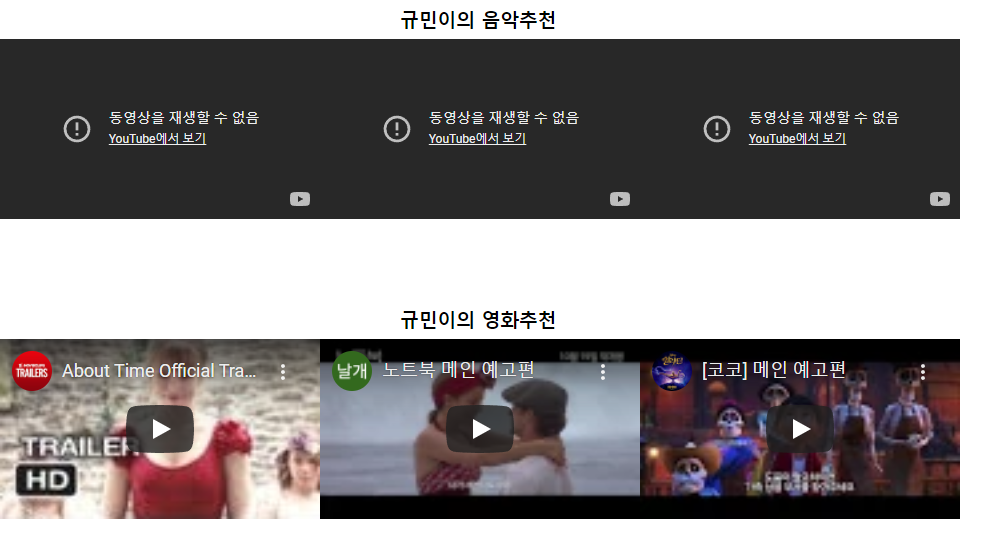 규민이의 음악추천
동영상을 재생할 수 없음
YouTube에서 보기
동영상을 재생할 수 없음
YouTube에서 보기
동영상을 재생할 수 없음
YouTube에서 보기
규민이의 영화추천
TRAILERS
About Time Official Tra...
TRAILER
HD
날개
노트북 메인 예고편
[코코] 메인 예고편